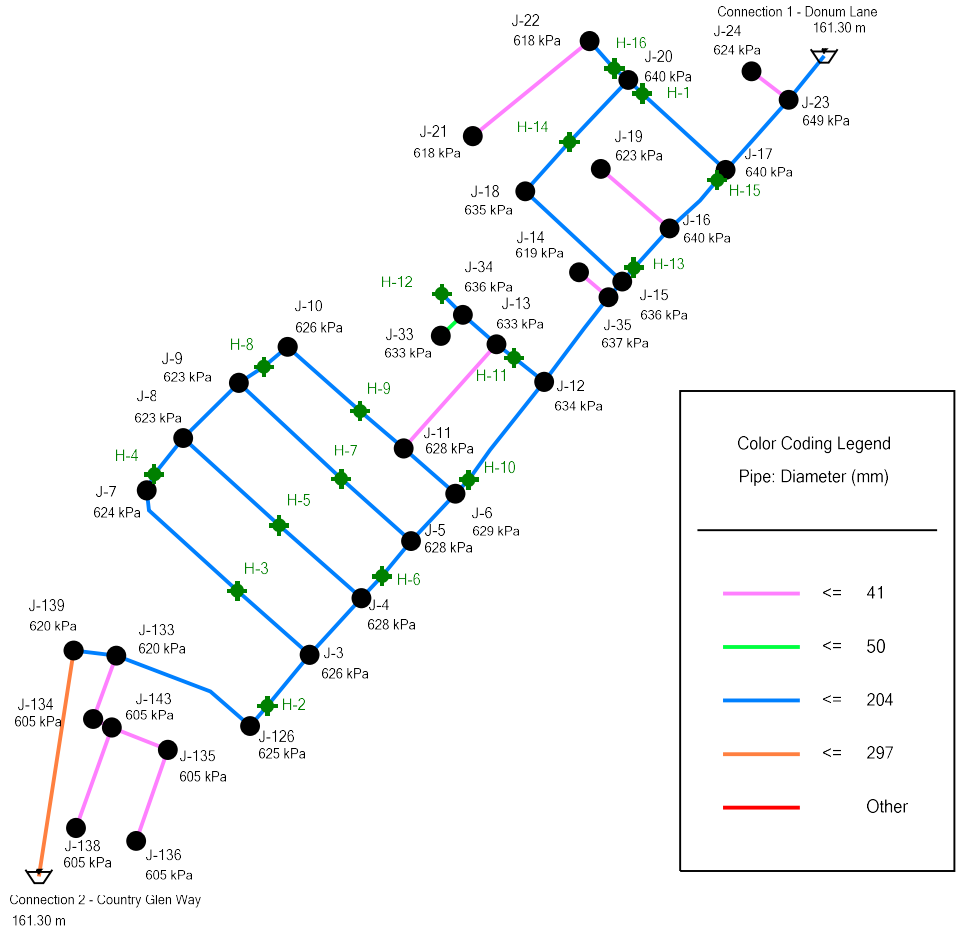 Connection 1 - Donum Lane
161.30 m
J-22
618 kPa
H-16
J-24
624 kPa
J-20
640 kPa
H-1
J-23
649 kPa
J-21
618 kPa
H-14
J-19
623 kPa
J-17
640 kPa
H-15
J-18
635 kPa
J-16
640 kPa
J-14
619 kPa
H-13
J-15
636 kPa
J-35
637 kPa
H-12
J-34
636 kPa
J-13
633 kPa
J-33
633 kPa
H-11
J-12
634 kPa
J-10
626 kPa
H-8
J-9
623 kPa
J-8
623 kPa
H-9
J-11
628 kPa
H-7
H-10
H-4
J-7
624 kPa
H-5
J-6
629 kPa
J-5
628 kPa
H-3
H-6
J-4
628 kPa
J-139
620 kPa
J-133
620 kPa
J-3
626 kPa
J-134
605 kPa
J-143
605 kPa
H-2
J-126
625 kPa
J-135
605 kPa
J-138
605 kPa
J-136
605 kPa
Connection 2 - Country Glen Way
161.30 m
Color Coding Legend
Pipe: Diameter (mm)
<= 41
<= 50
<= 204
<= 297
Other